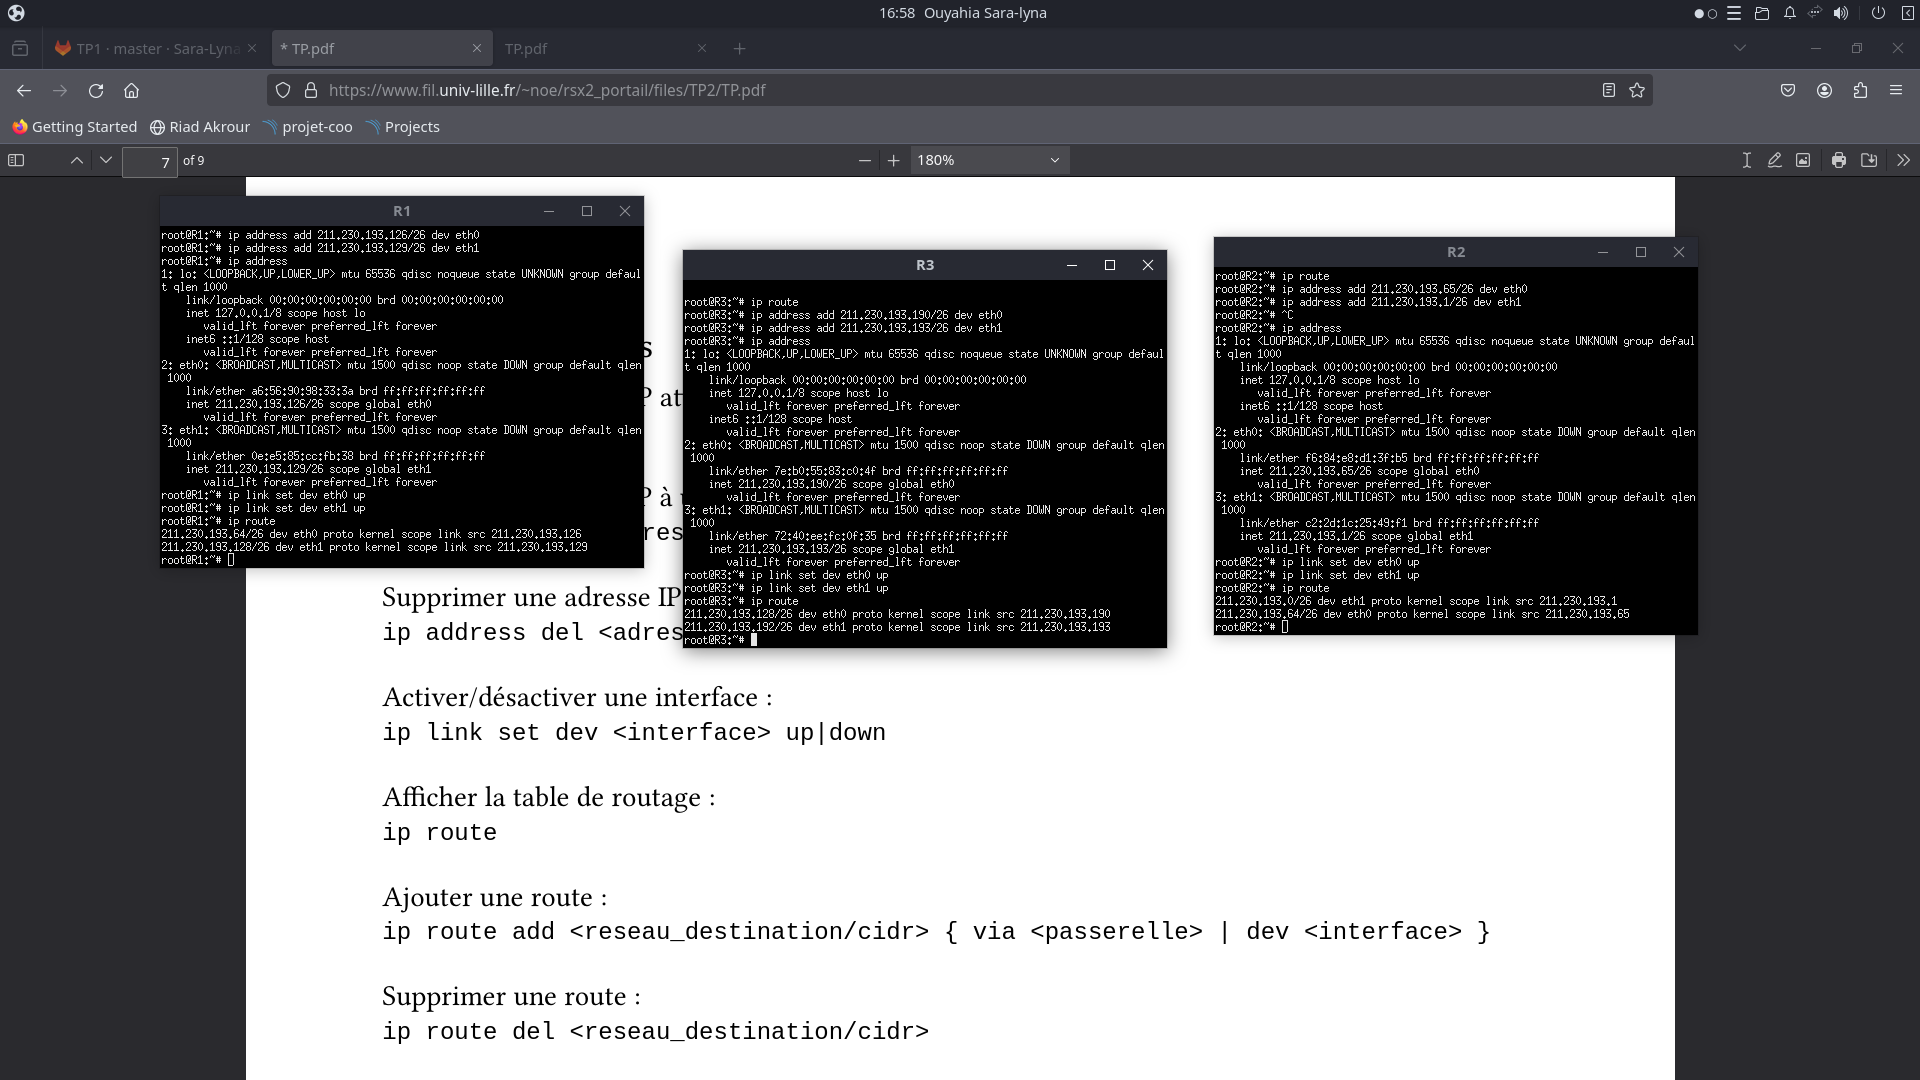 16:58 Ouyahia Sara-lyna
TP1 · master · Sara-Lyna
* TP.pdf
TP.pdf
https://www.fil.univ-lille.fr/~noe/rsx2_portail/files/TP2/TP.pdf
Getting Started
Riad Akrour
projet-coo
Projects
7 of 9
180%
R1
root@R1:~# ip address add 211.230.193.126/26 dev eth0
root@R1:~# ip address add 211.230.193.129/26 dev eth1
root@R1:~# ip address
1: lo: <LOOPBACK,UP,LOWER_UP> mtu 65536 qdisc noqueue state UNKNOWN group defaul
t qlen 1000
link/loopback 00:00:00:00:00:00 brd 00:00:00:00:00:00
inet 127.0.0.1/8 scope host lo
valid_lft forever preferred_lft forever
inet6 ::1/128 scope host
valid_lft forever preferred_lft forever
2: eth0: <BROADCAST,MULTICAST> mtu 1500 qdisc noop state DOWN group default qlen
1000
link/ether a6:56:90:98:33:3a brd ff:ff:ff:ff:ff:ff
inet 211.230.193.126/26 scope global eth0
valid_lft forever preferred_lft forever
3: eth1: <BROADCAST,MULTICAST> mtu 1500 qdisc noop state DOWN group default qlen
1000
link/ether 0e:e5:85:cc:fb:38 brd ff:ff:ff:ff:ff:ff
inet 211.230.193.129/26 scope global eth1
valid_lft forever preferred_lft forever
root@R1:~# ip link set dev eth0 up
root@R1:~# ip link set dev eth1 up
root@R1:~# ip route
211.230.193.64/26 dev eth0 proto kernel scope link src 211.230.193.126
211.230.193.128/26 dev eth1 proto kernel scope link src 211.230.193.129
root@R1:~#
R3
root@R3:~# ip route
root@R3:~# ip address add 211.230.193.190/26 dev eth0
root@R3:~# ip address add 211.230.193.193/26 dev eth1
root@R3:~# ip address
1: lo: <LOOPBACK,UP,LOWER_UP> mtu 65536 qdisc noqueue state UNKNOWN group defaul
t qlen 1000
link/loopback 00:00:00:00:00:00 brd 00:00:00:00:00:00
inet 127.0.0.1/8 scope host lo
valid_lft forever preferred_lft forever
inet6 ::1/128 scope host
valid_lft forever preferred_lft forever
2: eth0: <BROADCAST,MULTICAST> mtu 1500 qdisc noop state DOWN group default qlen
1000
link/ether 7e:b0:55:83:c0:4f brd ff:ff:ff:ff:ff:ff
inet 211.230.193.190/26 scope global eth0
valid_lft forever preferred_lft forever
3: eth1: <BROADCAST,MULTICAST> mtu 1500 qdisc noop state DOWN group default qlen
1000
link/ether 72:40:ee:fc:0f:35 brd ff:ff:ff:ff:ff:ff
inet 211.230.193.193/26 scope global eth1
valid_lft forever preferred_lft forever
root@R3:~# ip link set dev eth0 up
root@R3:~# ip link set dev eth1 up
root@R3:~# ip route
211.230.193.128/26 dev eth0 proto kernel scope link src 211.230.193.190
211.230.193.192/26 dev eth1 proto kernel scope link src 211.230.193.193
root@R3:~#
R2
root@R2:~# ip route
root@R2:~# ip address add 211.230.193.65/26 dev eth0
root@R2:~# ip address add 211.230.193.1/26 dev eth1
root@R2:~# ^C
root@R2:~# ip address
1: lo: <LOOPBACK,UP,LOWER_UP> mtu 65536 qdisc noqueue state UNKNOWN group defaul
t qlen 1000
link/loopback 00:00:00:00:00:00 brd 00:00:00:00:00:00
inet 127.0.0.1/8 scope host lo
valid_lft forever preferred_lft forever
inet6 ::1/128 scope host
valid_lft forever preferred_lft forever
2: eth0: <BROADCAST,MULTICAST> mtu 1500 qdisc noop state DOWN group default qlen
1000
link/ether f6:84:e8:d1:3f:b5 brd ff:ff:ff:ff:ff:ff
inet 211.230.193.65/26 scope global eth0
valid_lft forever preferred_lft forever
3: eth1: <BROADCAST,MULTICAST> mtu 1500 qdisc noop state DOWN group default qlen
1000
link/ether c2:2d:1c:25:49:f1 brd ff:ff:ff:ff:ff:ff
inet 211.230.193.1/26 scope global eth1
valid_lft forever preferred_lft forever
root@R2:~# ip link set dev eth0 up
root@R2:~# ip link set dev eth1 up
root@R2:~# ip route
211.230.193.0/26 dev eth1 proto kernel scope link src 211.230.193.1
211.230.193.64/26 dev eth0 proto kernel scope link src 211.230.193.65
root@R2:~#
s
P at
P à
res
Supprimer une adresse IP
ip address del <adres
Activer/désactiver une interface :
ip link set dev <interface> up|down
Afficher la table de routage :
ip route
Ajouter une route :
ip route add <reseau_destination/cidr> { via <passerelle> | dev <interface> }
Supprimer une route :
ip route del <reseau_destination/cidr>